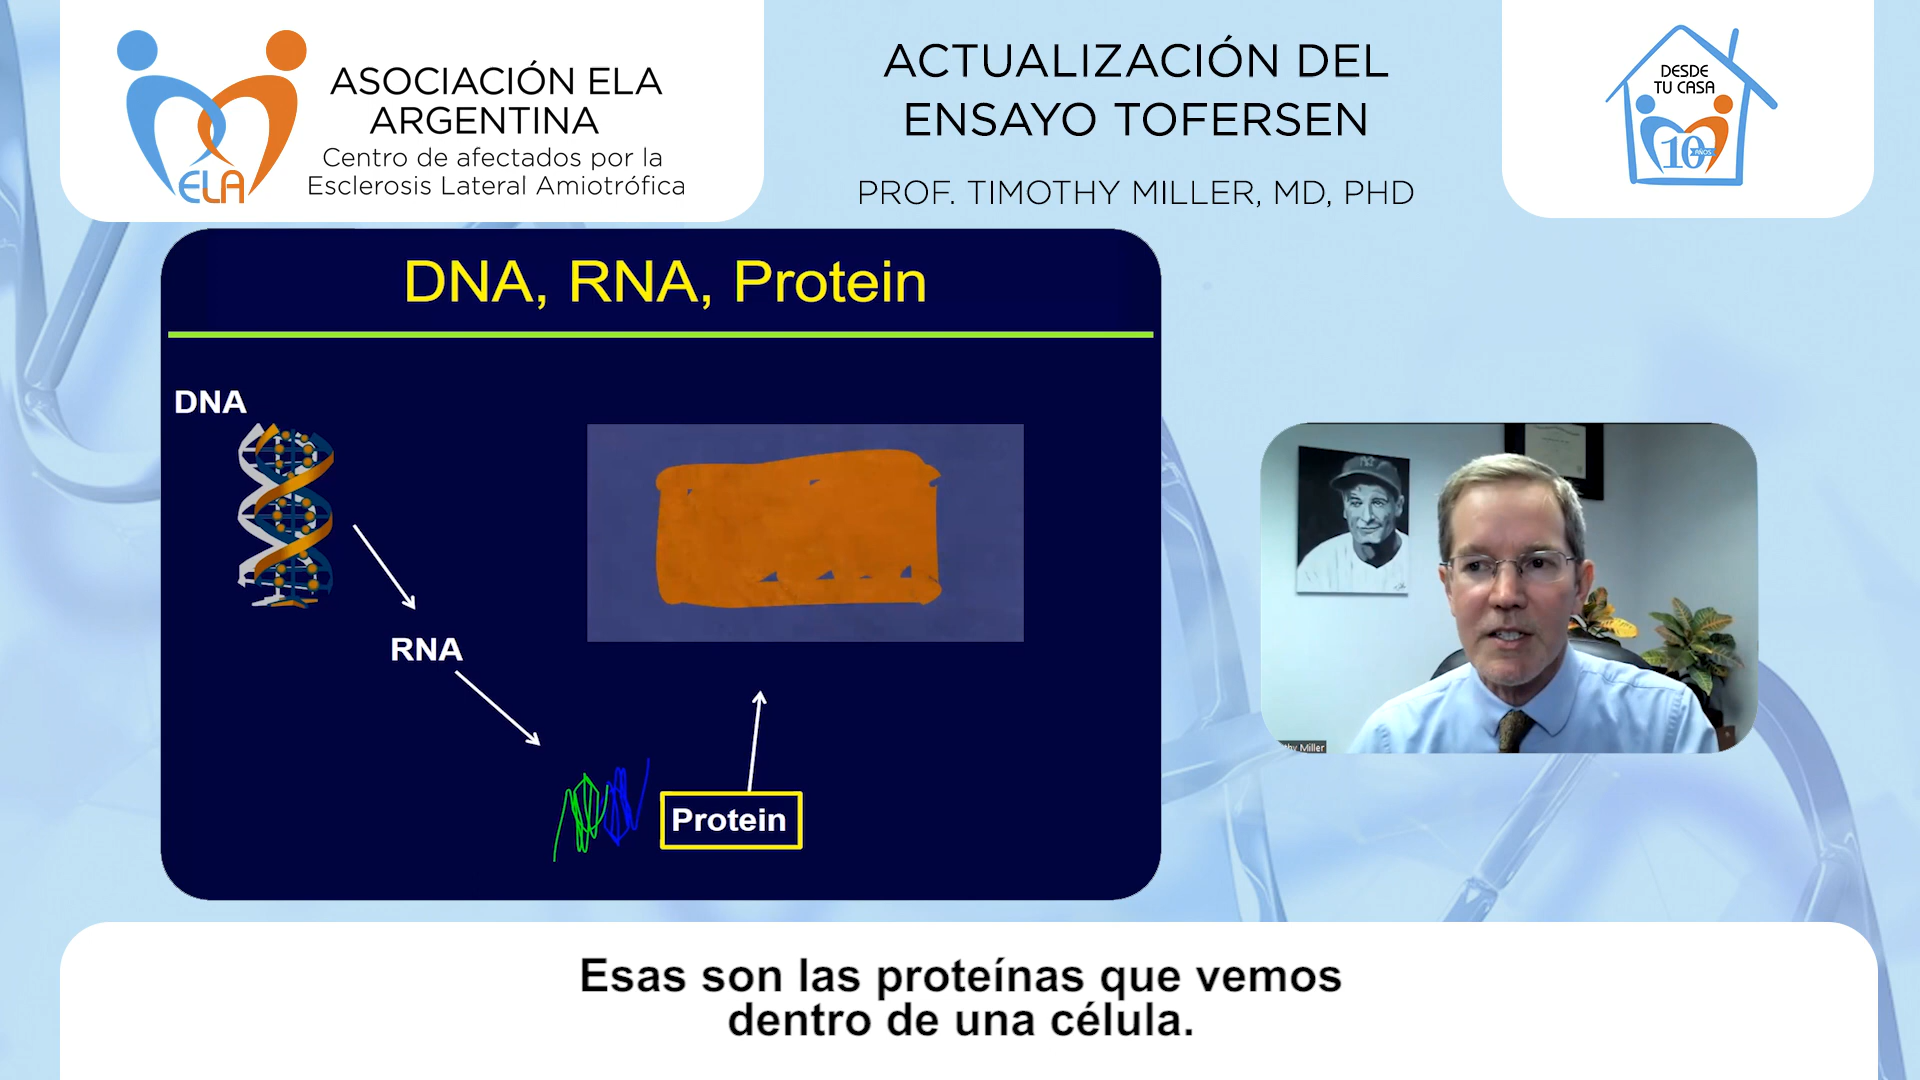 ASOCIACIÓN ELA
ARGENTINA
Centro de afectados por la
Esclerosis Lateral Amiotrófica
ELA
ACTUALIZACIÓN DEL
ENSAYO TOFERSEN
PROF. TIMOTHY MILLER, MD, PHD
DESDE
TU CASA
10
AÑOS
DNA, RNA, Protein
DNA
RNA
Protein
Miller
Esas son las proteínas que vemos
dentro de una célula.